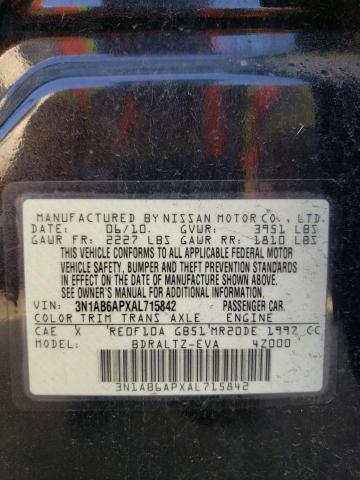 MANUFACTURED BY NISSAN MOTOR CO., LTD.
DATE: 06/10. GVWR: 3951 LBS
GAWR FR: 2227 LBS GAWR RR: 1810 LBS
THIS VEHICLE CONFORMS TO ALL APPLICABLE FEDERAL MOTOR
VEHICLE SAFETY, BUMPER AND THEFT PREVENTION STANDARDS IN
EFFECT ON THE DATE OF MANUFACTURE SHOWN ABOVE.
SEE OWNER'S MANUAL FOR ADDITIONAL INFORMATION.
VIN: 3N1AB6APXAL715842 PASSENGER CAR.
COLOR TRIM TRANS AXLE ENGINE
CAE X RE0F10A GB51 MR20DE 1997 CC
MODEL: BDRALTZ-EVA 4Z000
3N1AB6APXAL715842